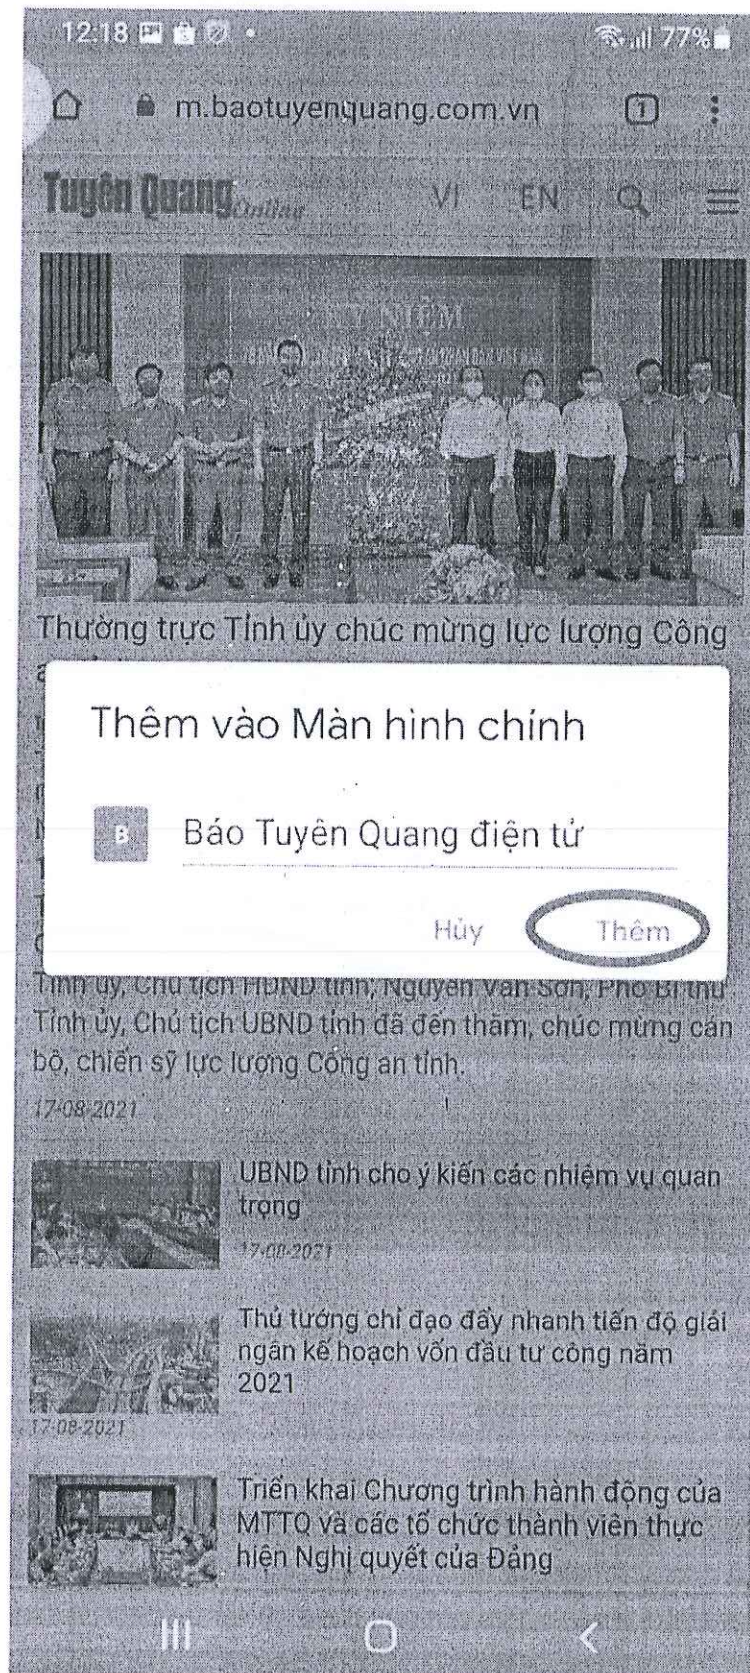 12:18
77%
m.baotuyenquang.com.vn
1
Tuyên Quang Online
VI EN
KỶ NIỆM
Thường trực Tỉnh ủy chúc mừng lực lượng Công
Thêm vào Màn hình chính
B
Báo Tuyên Quang điện tử
Hủy Thêm
Tỉnh ủy, Chủ tịch HĐND tỉnh; Nguyễn Văn Sơn, Phó Bí thư
Tỉnh ủy, Chủ tịch UBND tỉnh đã đến thăm, chúc mừng cán
bộ, chiến sỹ lực lượng Công an tỉnh.
17-08-2021
UBND tỉnh cho ý kiến các nhiệm vụ quan
trọng
17-08-2021
Thủ tướng chỉ đạo đẩy nhanh tiến độ giải
ngân kế hoạch vốn đầu tư công năm
2021
17-08-2021
Triển khai Chương trình hành động của
MTTQ và các tổ chức thành viên thực
hiện Nghị quyết của Đảng